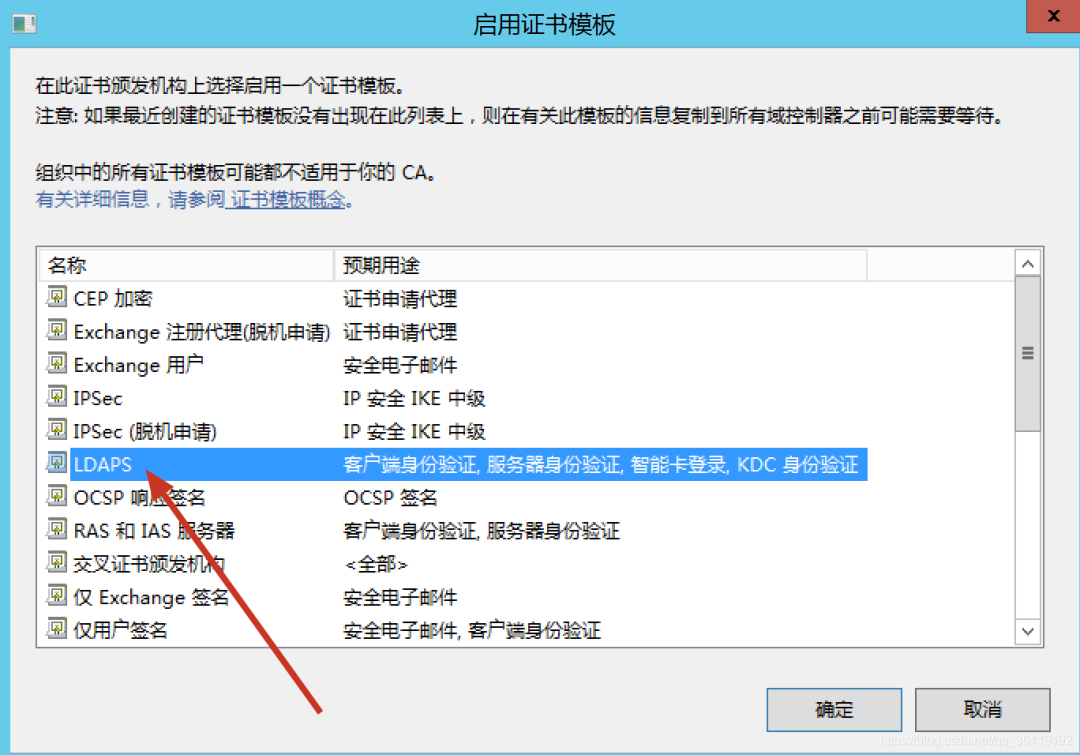 启用证书模板
x
在此证书颁发机构上选择启用一个证书模板。
注意: 如果最近创建的证书模板没有出现在此列表上，则在有关此模板的信息复制到所有域控制器之前可能需要等待。
组织中的所有证书模板可能都不适用于你的 CA。
有关详细信息，请参阅 证书模板概念。
名称 预期用途
CEP 加密 证书申请代理
Exchange 注册代理(脱机申请) 证书申请代理
Exchange 用户 安全电子邮件
IPSec IP 安全 IKE 中级
IPSec (脱机申请) IP 安全 IKE 中级
LDAPS 客户端身份验证, 服务器身份验证, 智能卡登录, KDC 身份验证
OCSP 响应签名 OCSP 签名
RAS 和 IAS 服务器 客户端身份验证, 服务器身份验证
交叉证书颁发机构 <全部>
仅 Exchange 签名 安全电子邮件
仅用户签名 安全电子邮件, 客户端身份验证
确定 取消
https://blog.csdn.net/qq_36119192